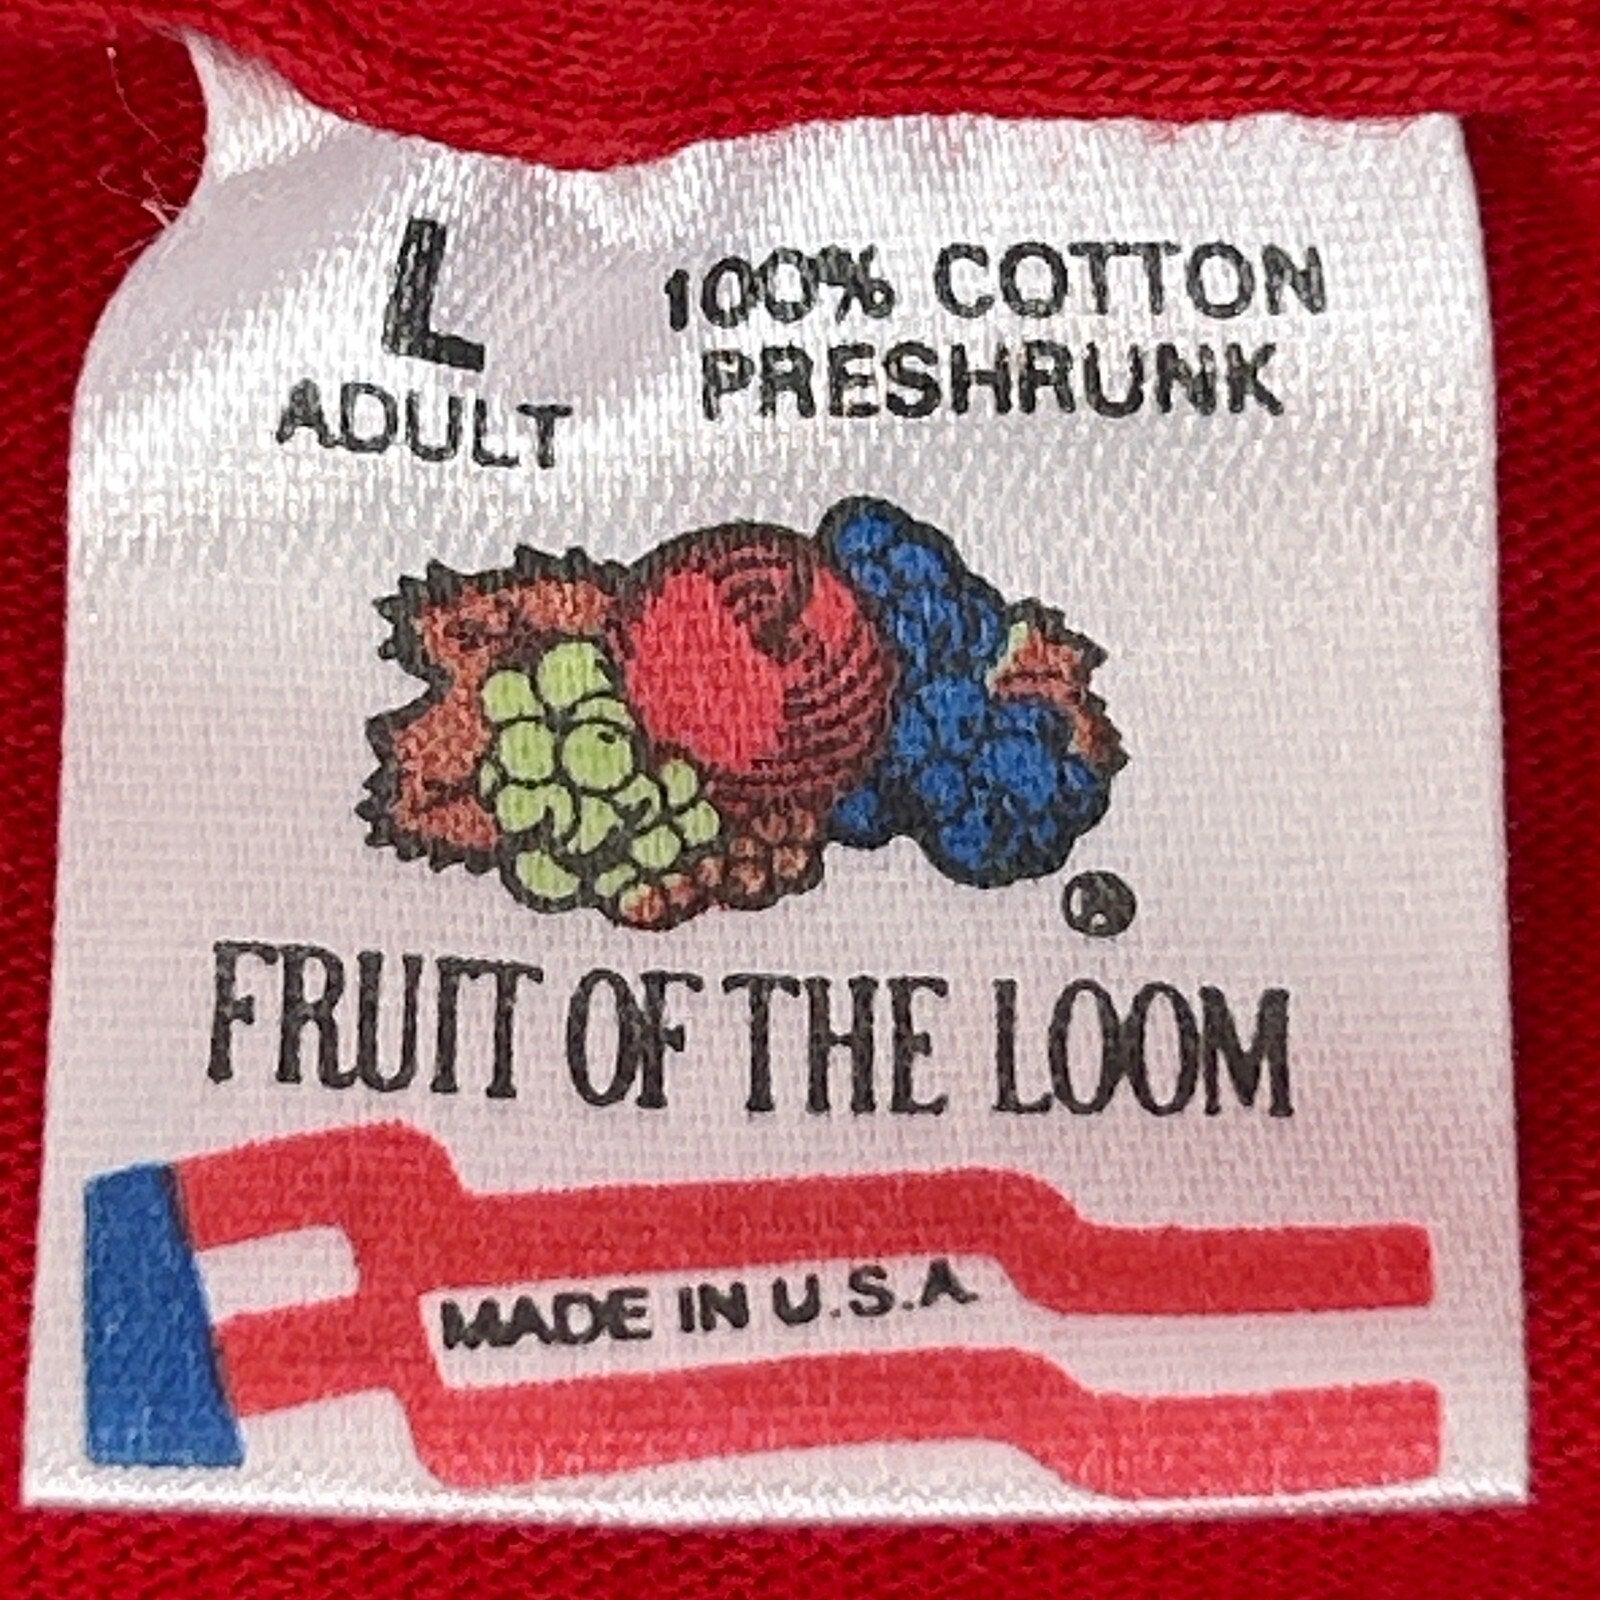 L
ADULT
100% COTTON
PRESHRUNK
®
FRUIT OF THE LOOM
MADE IN U.S.A.